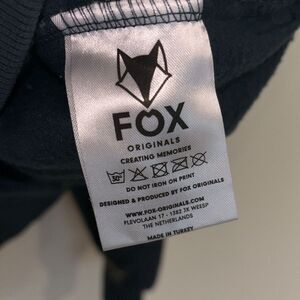 FOX
ORIGINALS
CREATING MEMORIES
30°
DO NOT IRON ON PRINT
DESIGNED & PRODUCED BY FOX ORIGINALS
WWW.FOX-ORIGINALS.COM
FLEVOLAAN 17 - 1382 JX WEESP
THE NETHERLANDS
MADE IN TURKEY